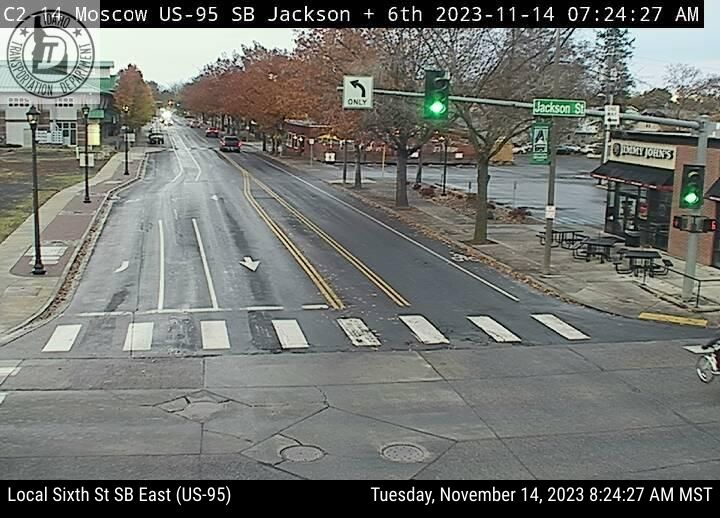 C2.14 Moscow US-95 SB Jackson + 6th 2023-11-14 07:24:27 AM
IDAHO
TRANSPORTATION DEPARTMENT
ONLY
Jackson St
JIMMY JOHN'S
Local Sixth St SB East (US-95)
Tuesday, November 14, 2023 8:24:27 AM MST